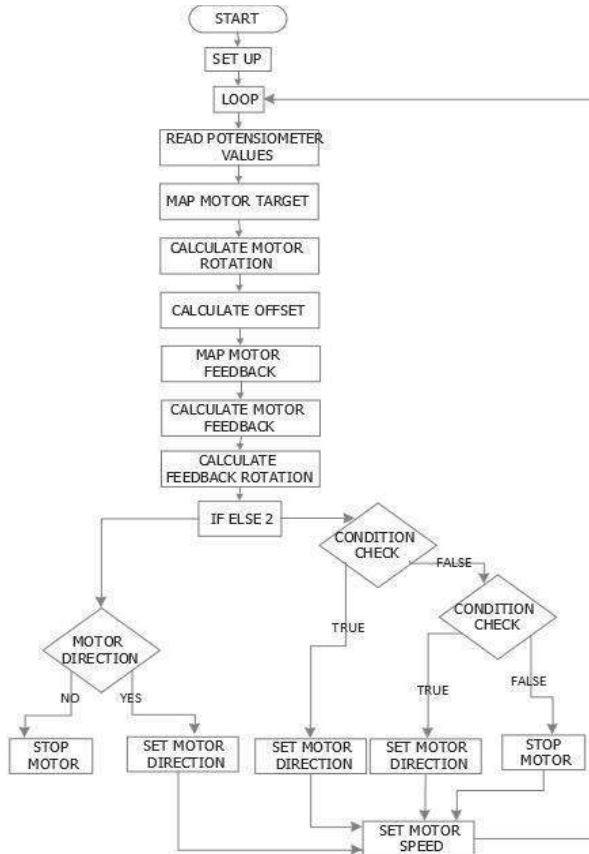 START
SET UP
LOOP
READ POTENSIOMETER
VALUES
MAP MOTOR TARGET
CALCULATE MOTOR
ROTATION
CALCULATE OFFSET
MAP MOTOR
FEEDBACK
CALCULATE MOTOR
FEEDBACK
CALCULATE
FEEDBACK ROTATION
IF ELSE 2
CONDITION
CHECK
FALSE
CONDITION
CHECK
TRUE
MOTOR
DIRECTION
TRUE
FALSE
NO
YES
STOP
MOTOR
SET MOTOR
DIRECTION
SET MOTOR
DIRECTION
SET MOTOR
DIRECTION
STOP
MOTOR
SET MOTOR
SPEED